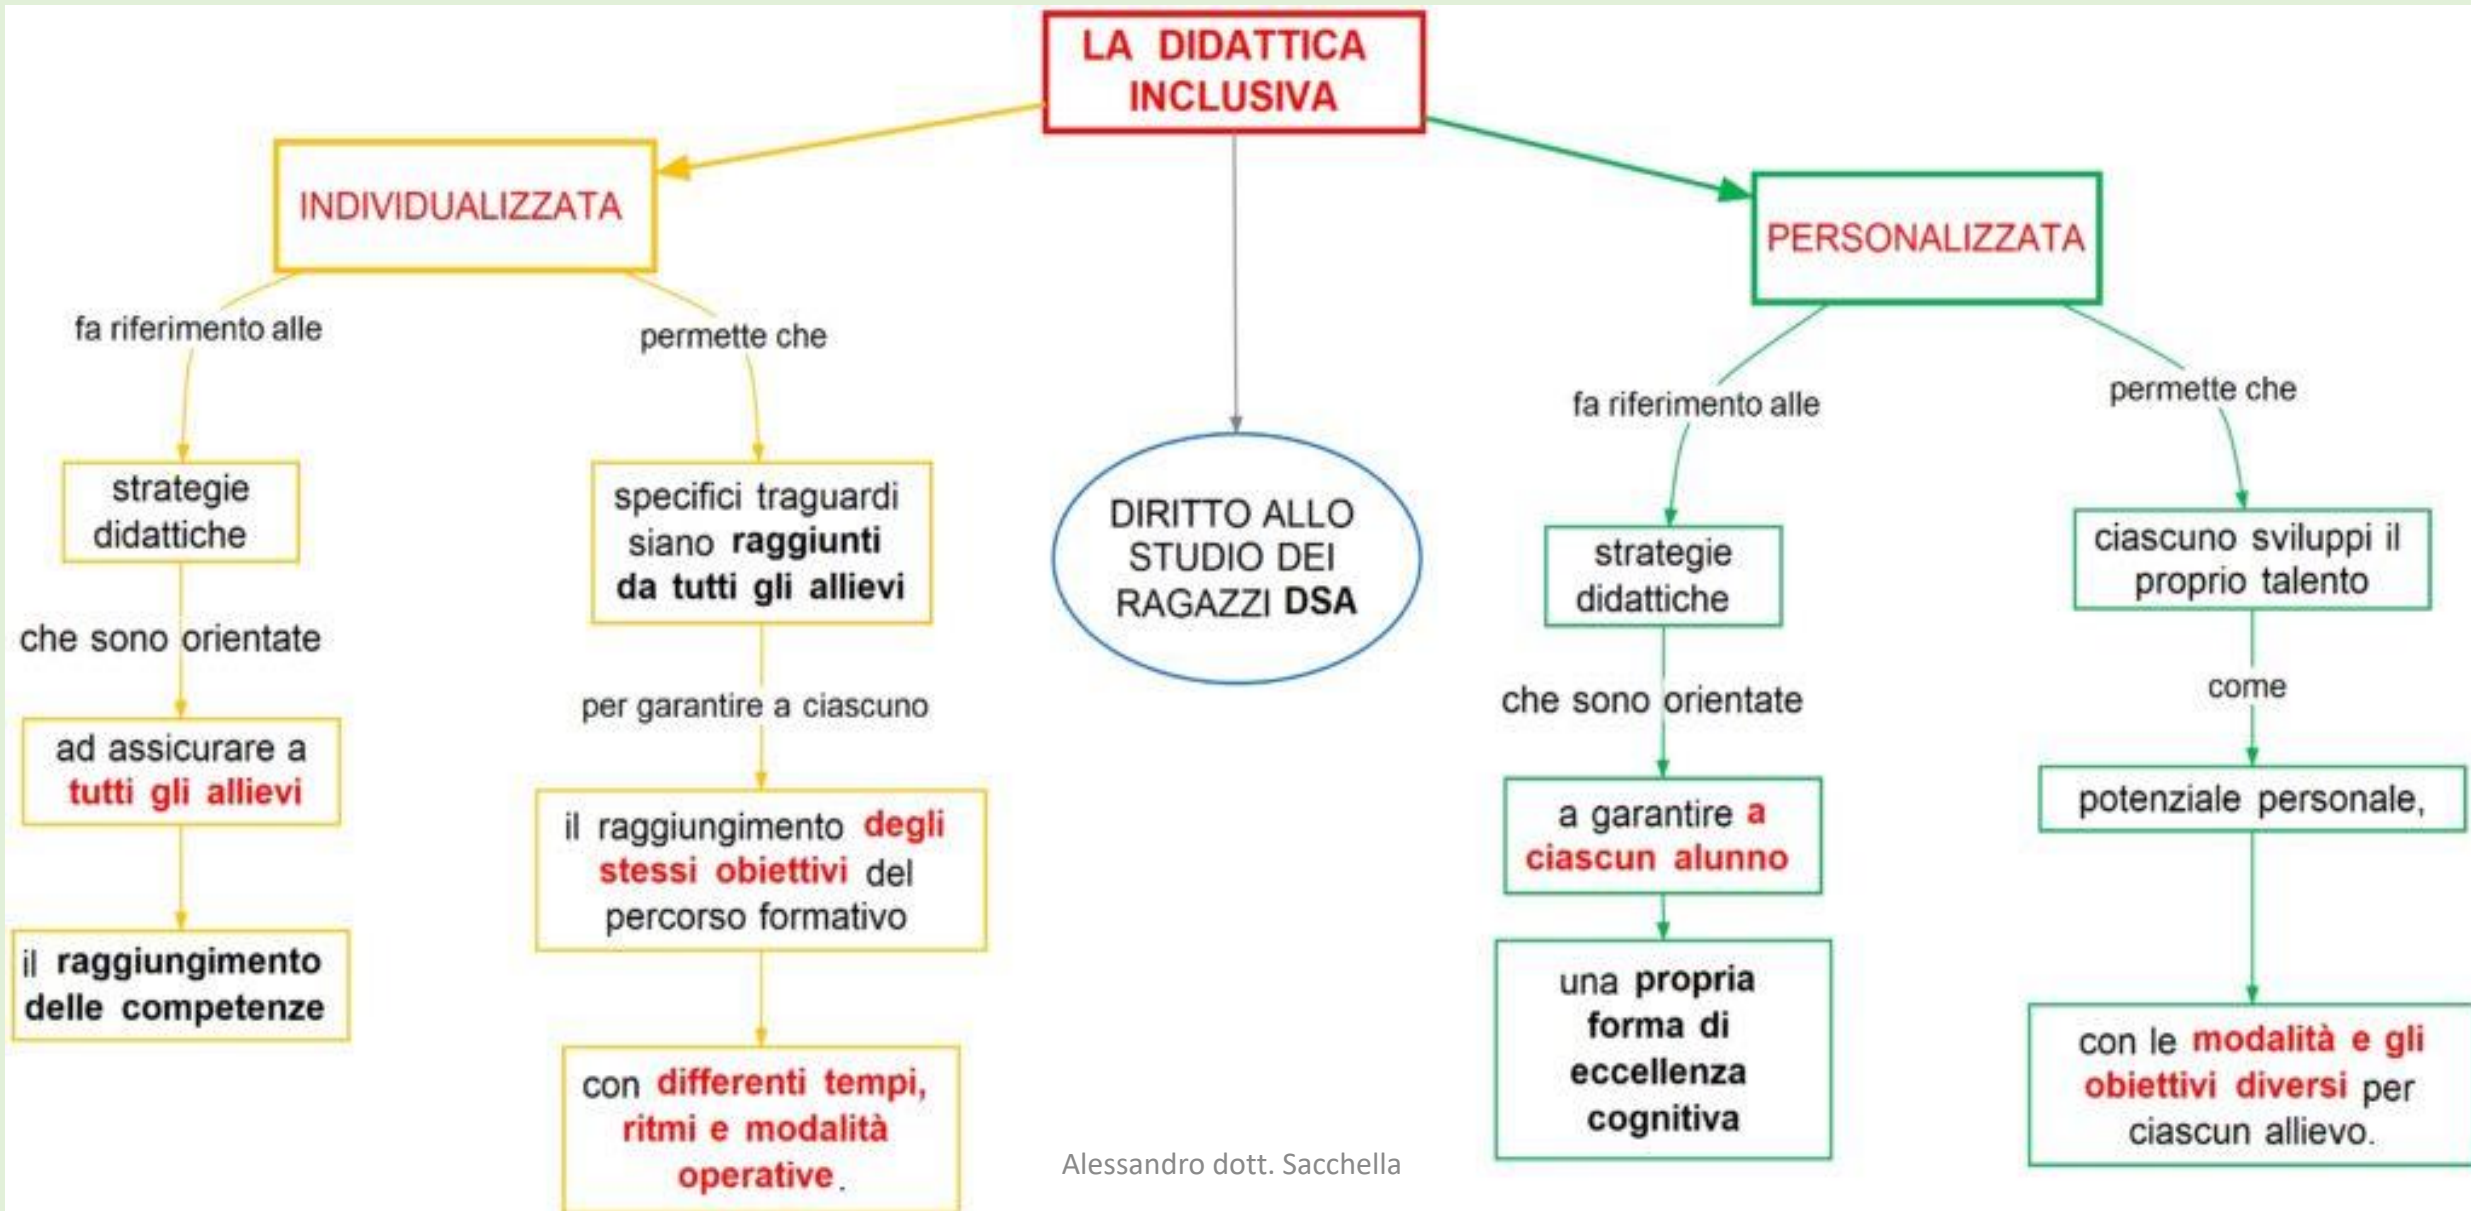 LA DIDATTICA
INCLUSIVA
INDIVIDUALIZZATA
fa riferimento alle
strategie
didattiche
che sono orientate
ad assicurare a
tutti gli allievi
il raggiungimento
delle competenze
permette che
specifici traguardi
siano raggiunti
da tutti gli allievi
per garantire a ciascuno
il raggiungimento degli
stessi obiettivi del
percorso formativo
con differenti tempi,
ritmi e modalità
operative.
DIRITTO ALLO
STUDIO DEI
RAGAZZI DSA
PERSONALIZZATA
fa riferimento alle
strategie
didattiche
che sono orientate
a garantire a
ciascun alunno
una propria
forma di
eccellenza
cognitiva
permette che
ciascuno sviluppi il
proprio talento
come
potenziale personale,
con le modalità e gli
obiettivi diversi per
ciascun allievo.
Alessandro dott. Sacchella